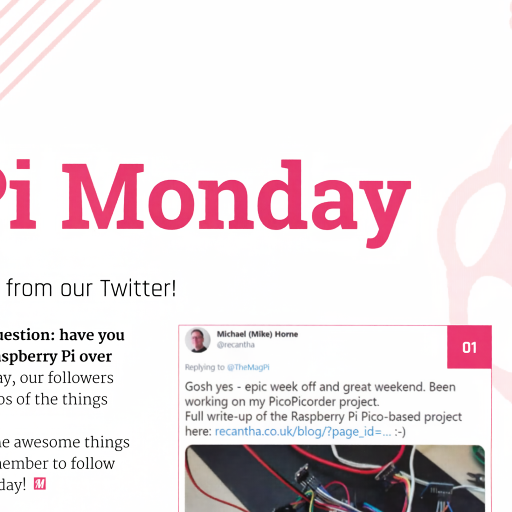 Pi Monday
from our Twitter!
uestion: have you
aspberry Pi over
ay, our followers
os of the things
e awesome things
ember to follow
day!
Michael (Mike) Horne
@recantha
01
Replying to @TheMagPi
Gosh yes - epic week off and great weekend. Been
working on my PicoPicorder project.
Full write-up of the Raspberry Pi Pico-based project
here: recantha.co.uk/blog/?page_id=... :-)